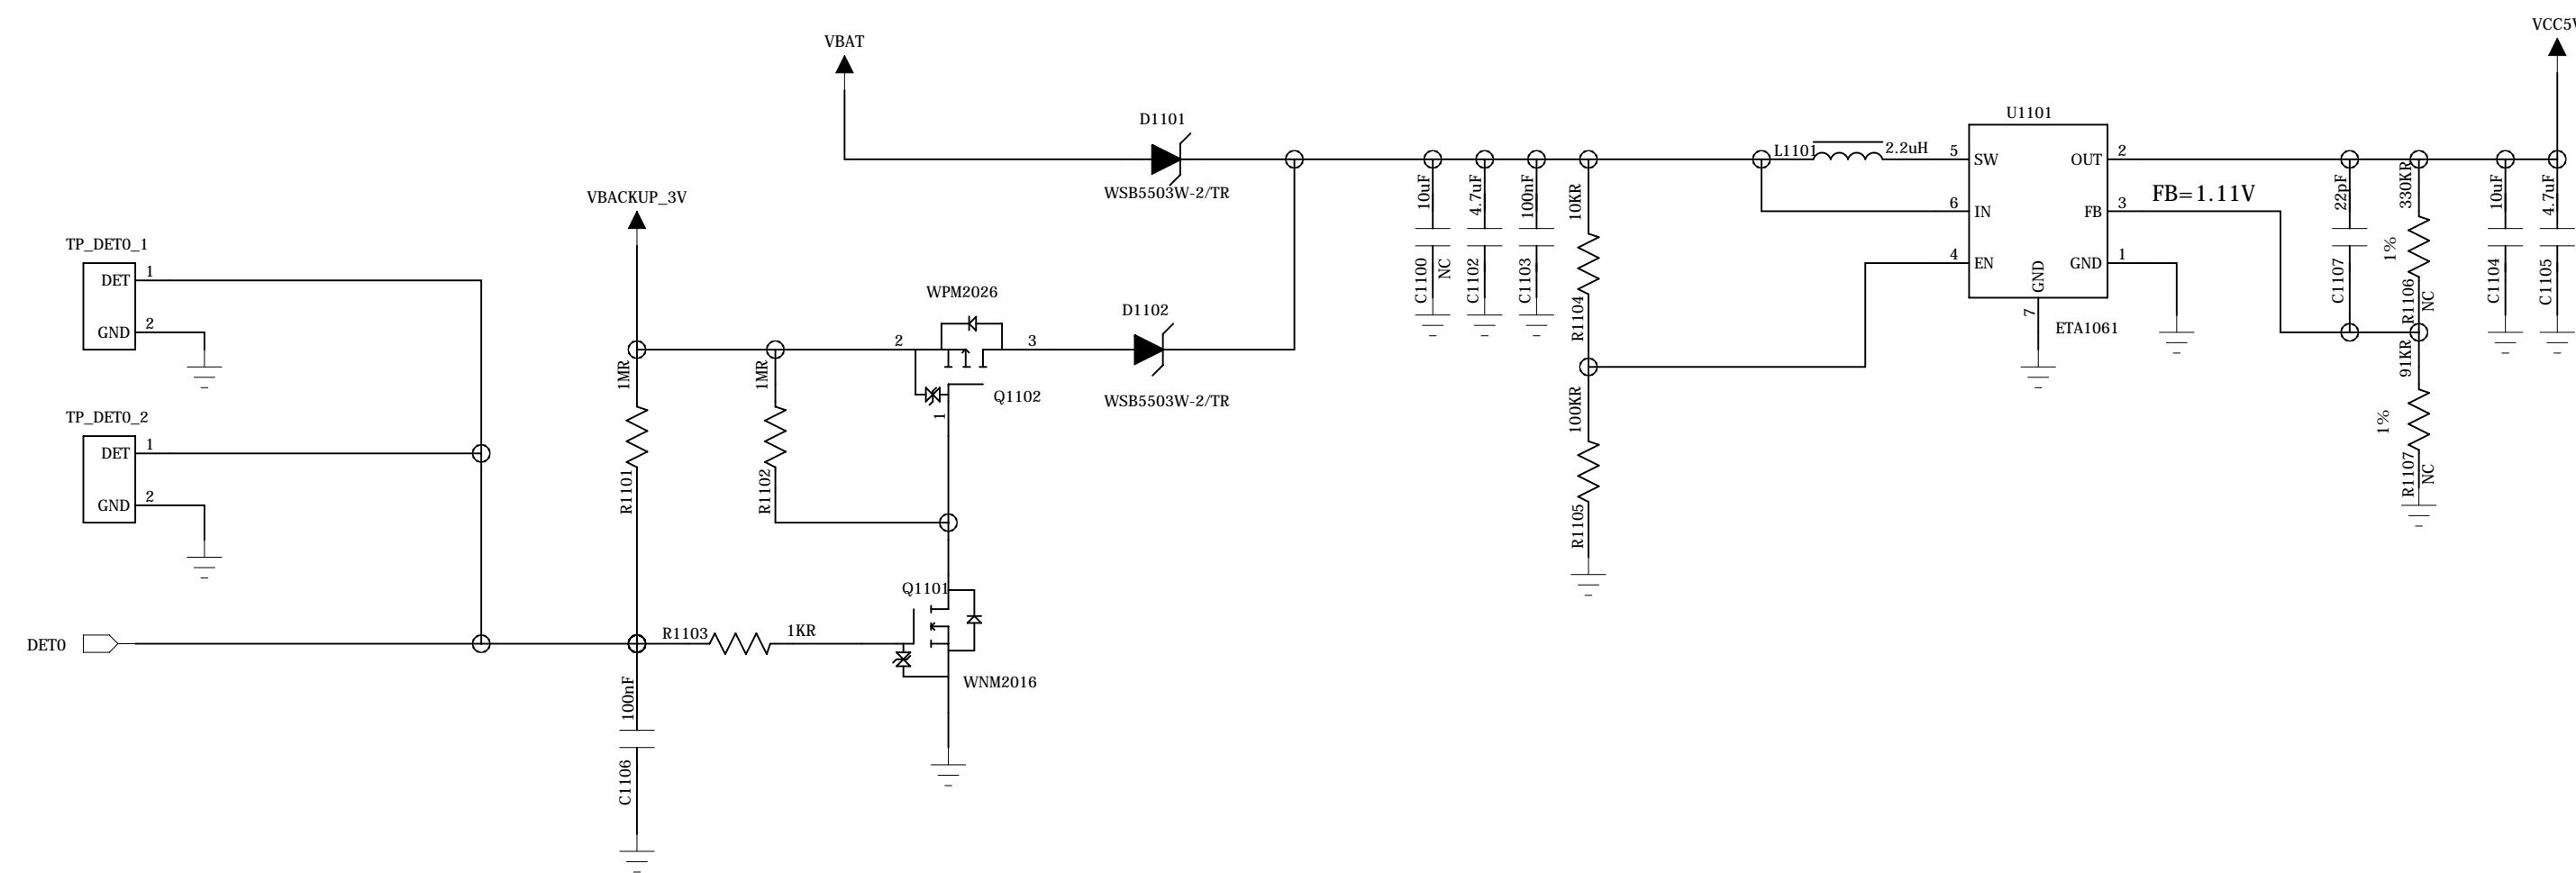 VBAT
D1101
WSB5503W-2/TR
VBACKUP_3V
TP_DET0_1
DET 1
GND 2
TP_DET0_2
DET 1
GND 2
DET0
1MR
R1101
1MR
R1102
WPM2026
2
3
1
Q1102
D1102
WSB5503W-2/TR
Q1101
WNM2016
R1103 1KR
100nF
C1106
10uF
C1100
NC
4.7uF
C1102
100nF
C1103
10KR
R1104
100KR
R1105
L1101 2.2uH
U1101
5 SW
6 IN
4 EN
OUT 2
FB 3
GND 1
GND
7
ETA1061
FB=1.11V
22pF
C1107
330KR
1%
R1106
NC
91KR
1%
R1107
NC
10uF
C1104
4.7uF
C1105